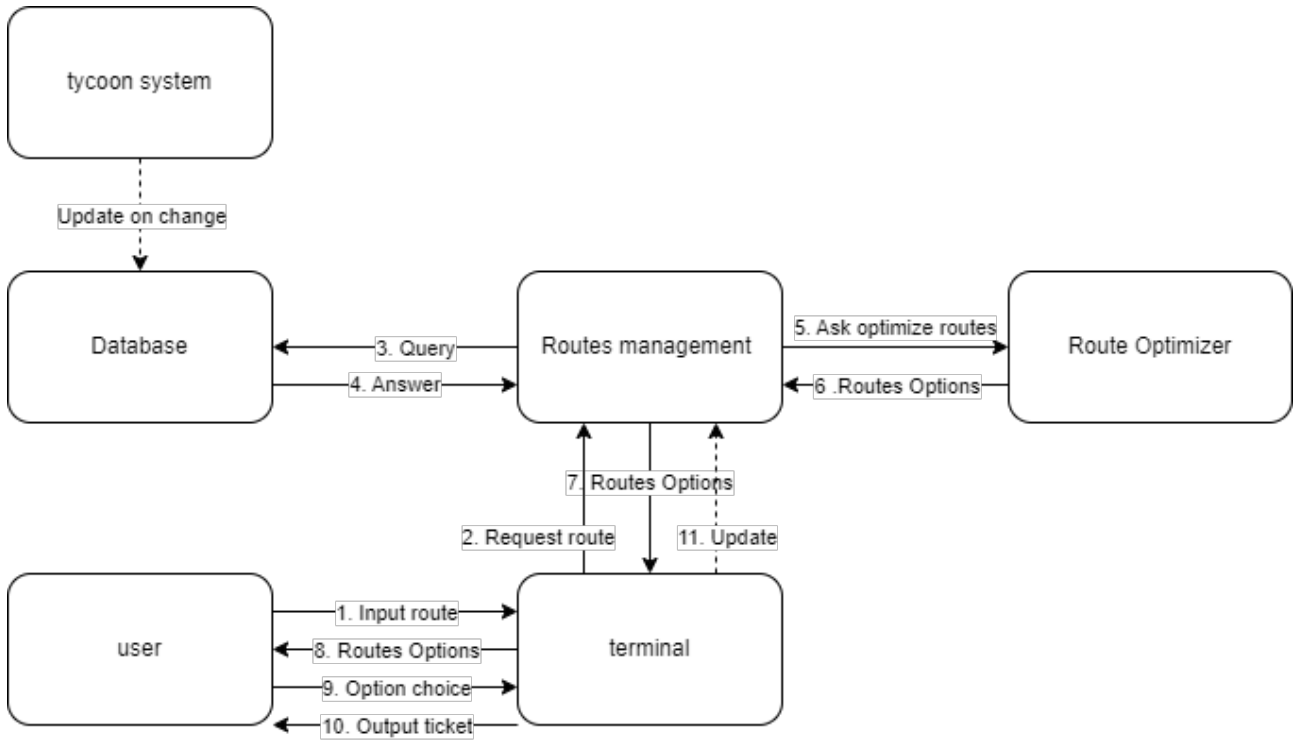 tycoon system
Update on change
Database
3. Query
4. Answer
Routes management
5. Ask optimize routes
6 .Routes Options
Route Optimizer
7. Routes Options
2. Request route
11. Update
user
1. Input route
8. Routes Options
9. Option choice
10. Output ticket
terminal